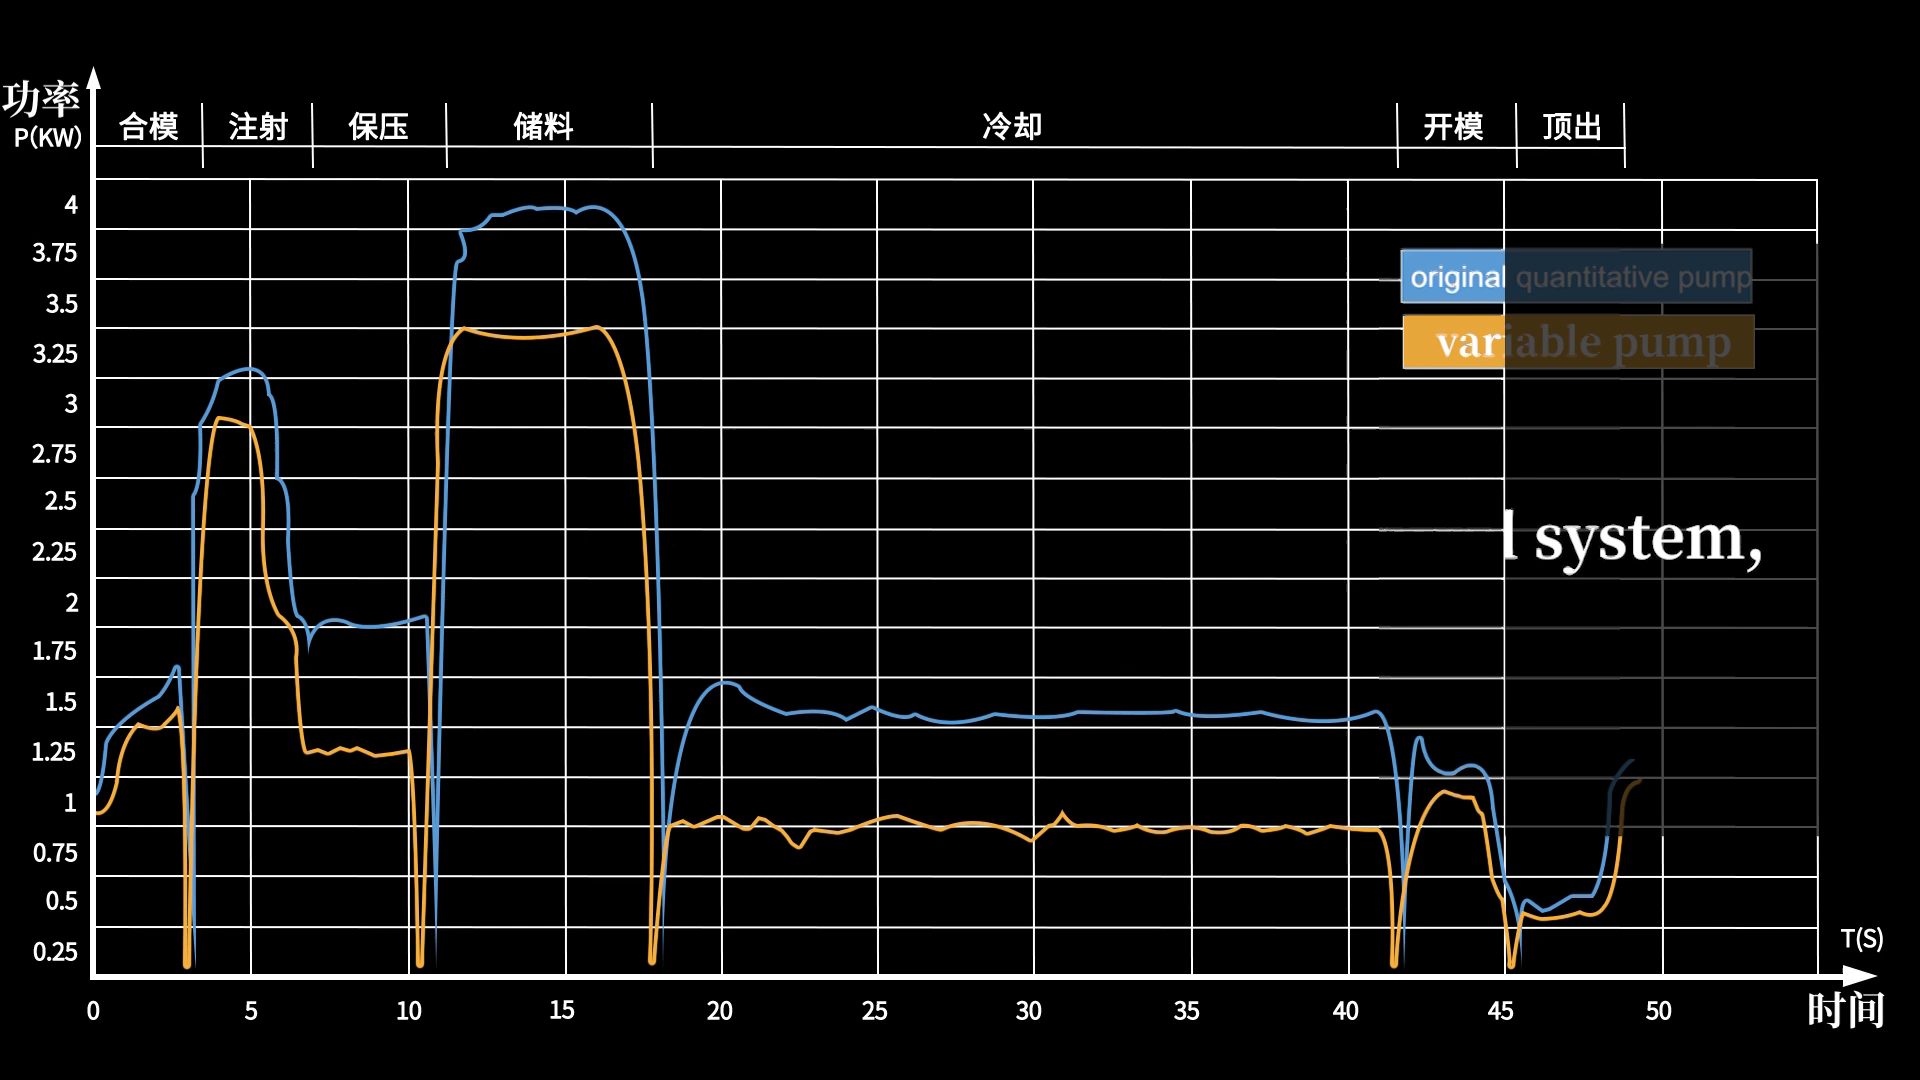 功率
P(KW)
合模 注射 保压 储料 冷却 开模 顶出
4
3.75
3.5
3.25
3
2.75
2.5
2.25
2
1.75
1.5
1.25
1
0.75
0.5
0.25
original quantitative pump
variable pump
l system,
T(S)
0 5 10 15 20 25 30 35 40 45 50
时间